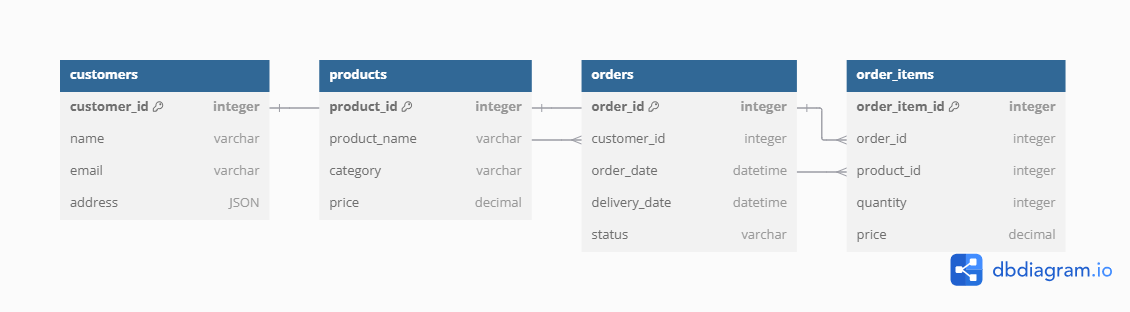 customers
customer_id integer
name varchar
email varchar
address JSON
products
product_id integer
product_name varchar
category varchar
price decimal
orders
order_id integer
customer_id integer
order_date datetime
delivery_date datetime
status varchar
order_items
order_item_id integer
order_id integer
product_id integer
quantity integer
price decimal
dbdiagram.io